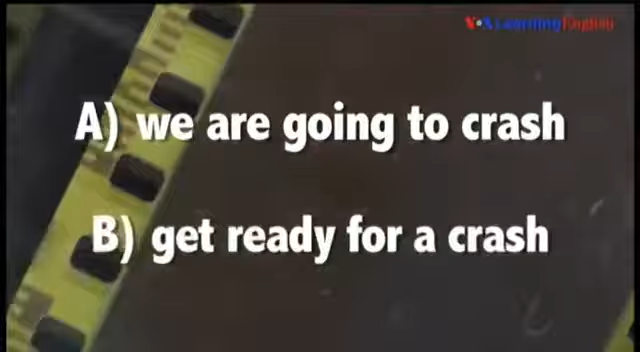 VOA Learning English
A) we are going to crash
B) get ready for a crash